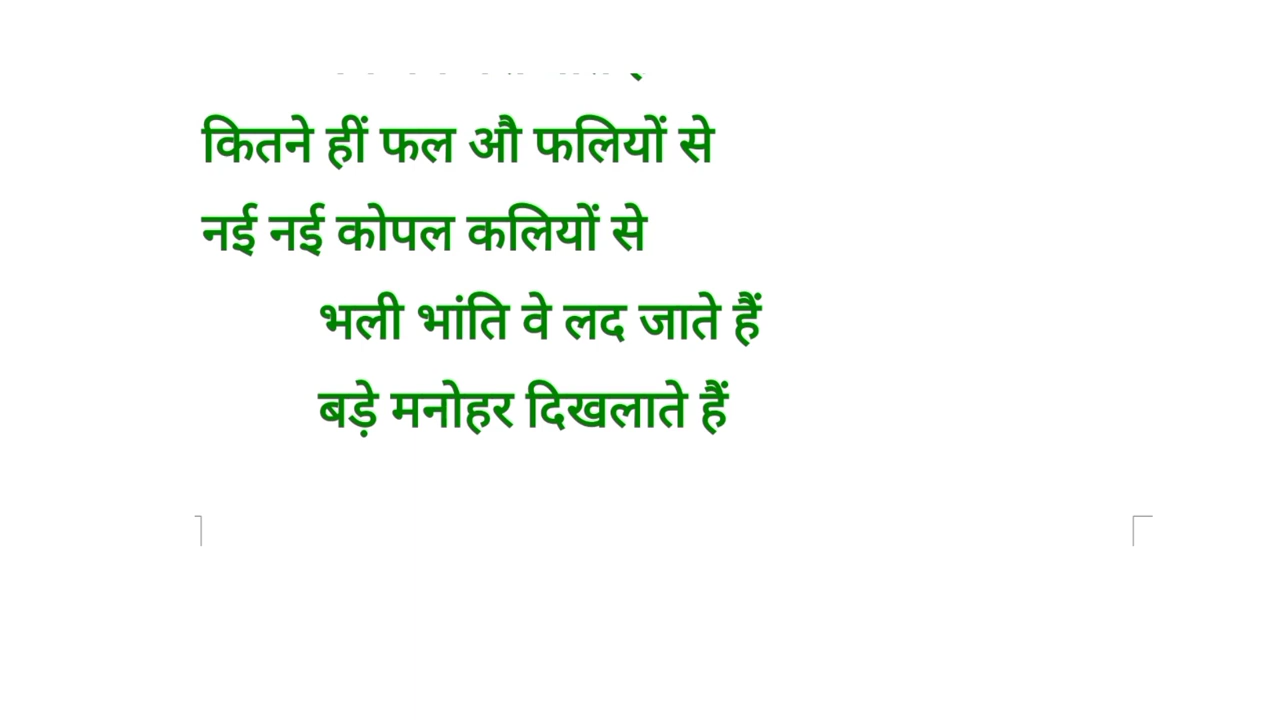 कितने हीं फल औ फलियों से
नई नई कोपल कलियों से
भली भांति वे लद जाते हैं
बड़े मनोहर दिखलाते हैं